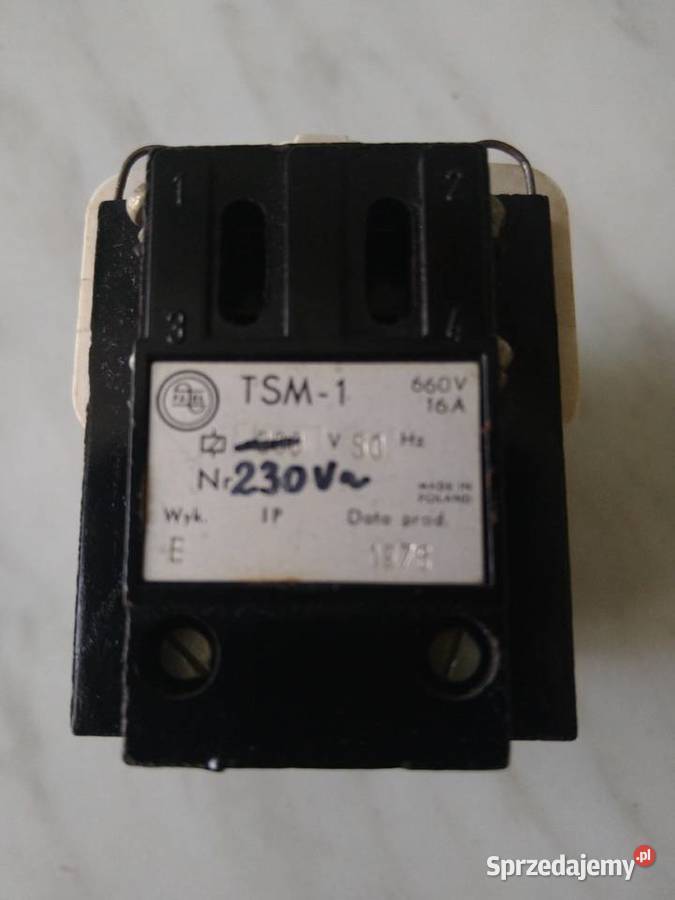 1 2
3 4
TSM-1 660V
16A
V 50 Hz
Nr 230V~
MADE IN
POLAND
Wyk. IP Data prod.
E
Sprzedajemy.pl